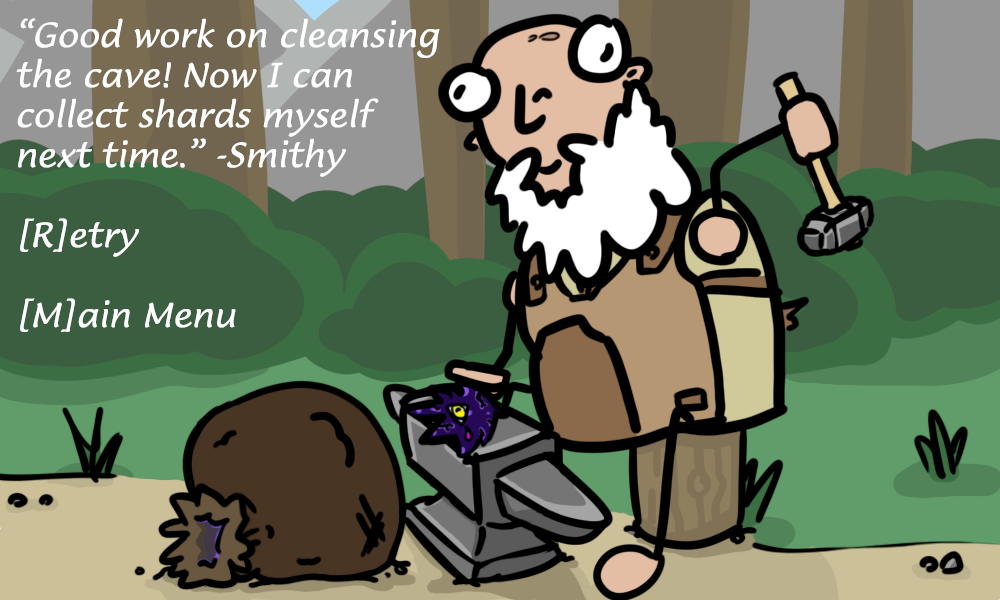 “Good work on cleansing
the cave! Now I can
collect shards myself
next time.” -Smithy
[R]etry
[M]ain Menu